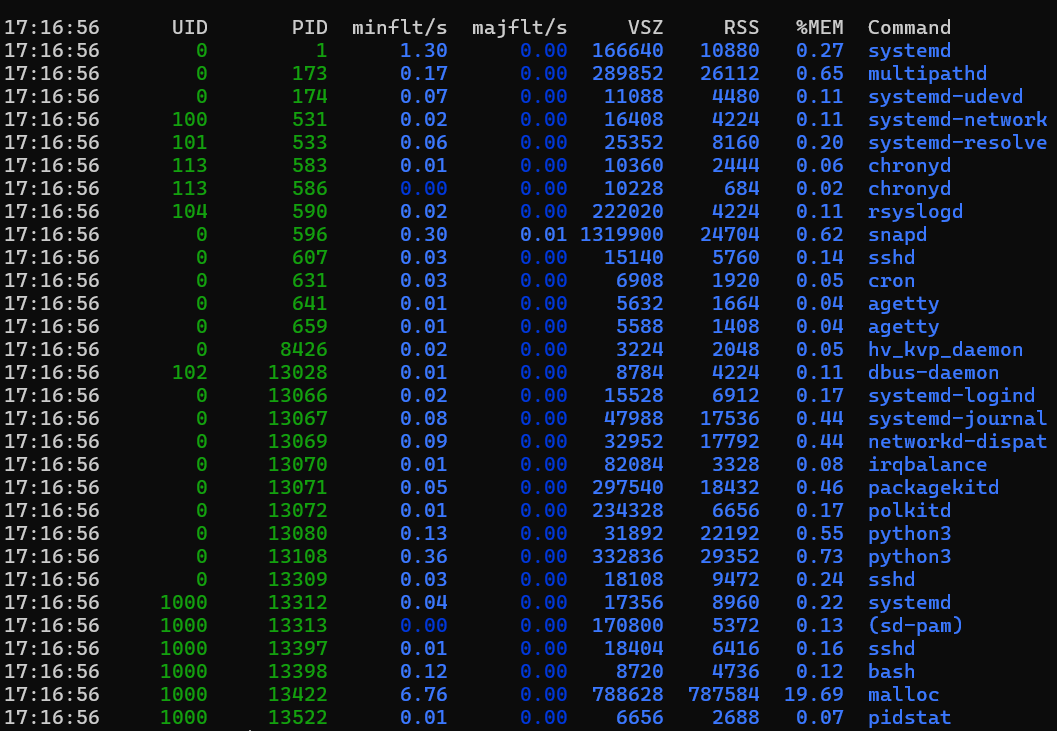 17:16:56 UID PID minflt/s majflt/s VSZ RSS %MEM Command
17:16:56 0 1 1.30 0.00 166640 10880 0.27 systemd
17:16:56 0 173 0.17 0.00 289852 26112 0.65 multipathd
17:16:56 0 174 0.07 0.00 11088 4480 0.11 systemd-udevd
17:16:56 100 531 0.02 0.00 16408 4224 0.11 systemd-network
17:16:56 101 533 0.06 0.00 25352 8160 0.20 systemd-resolve
17:16:56 113 583 0.01 0.00 10360 2444 0.06 chronyd
17:16:56 113 586 0.00 0.00 10228 684 0.02 chronyd
17:16:56 104 590 0.02 0.00 222020 4224 0.11 rsyslogd
17:16:56 0 596 0.30 0.01 1319900 24704 0.62 snapd
17:16:56 0 607 0.03 0.00 15140 5760 0.14 sshd
17:16:56 0 631 0.03 0.00 6908 1920 0.05 cron
17:16:56 0 641 0.01 0.00 5632 1664 0.04 agetty
17:16:56 0 659 0.01 0.00 5588 1408 0.04 agetty
17:16:56 0 8426 0.02 0.00 3224 2048 0.05 hv_kvp_daemon
17:16:56 102 13028 0.01 0.00 8784 4224 0.11 dbus-daemon
17:16:56 0 13066 0.02 0.00 15528 6912 0.17 systemd-logind
17:16:56 0 13067 0.08 0.00 47988 17536 0.44 systemd-journal
17:16:56 0 13069 0.09 0.00 32952 17792 0.44 networkd-dispat
17:16:56 0 13070 0.01 0.00 82084 3328 0.08 irqbalance
17:16:56 0 13071 0.05 0.00 297540 18432 0.46 packagekitd
17:16:56 0 13072 0.01 0.00 234328 6656 0.17 polkitd
17:16:56 0 13080 0.13 0.00 31892 22192 0.55 python3
17:16:56 0 13108 0.36 0.00 332836 29352 0.73 python3
17:16:56 0 13309 0.03 0.00 18108 9472 0.24 sshd
17:16:56 1000 13312 0.04 0.00 17356 8960 0.22 systemd
17:16:56 1000 13313 0.00 0.00 170800 5372 0.13 (sd-pam)
17:16:56 1000 13397 0.01 0.00 18404 6416 0.16 sshd
17:16:56 1000 13398 0.12 0.00 8720 4736 0.12 bash
17:16:56 1000 13422 6.76 0.00 788628 787584 19.69 malloc
17:16:56 1000 13522 0.01 0.00 6656 2688 0.07 pidstat